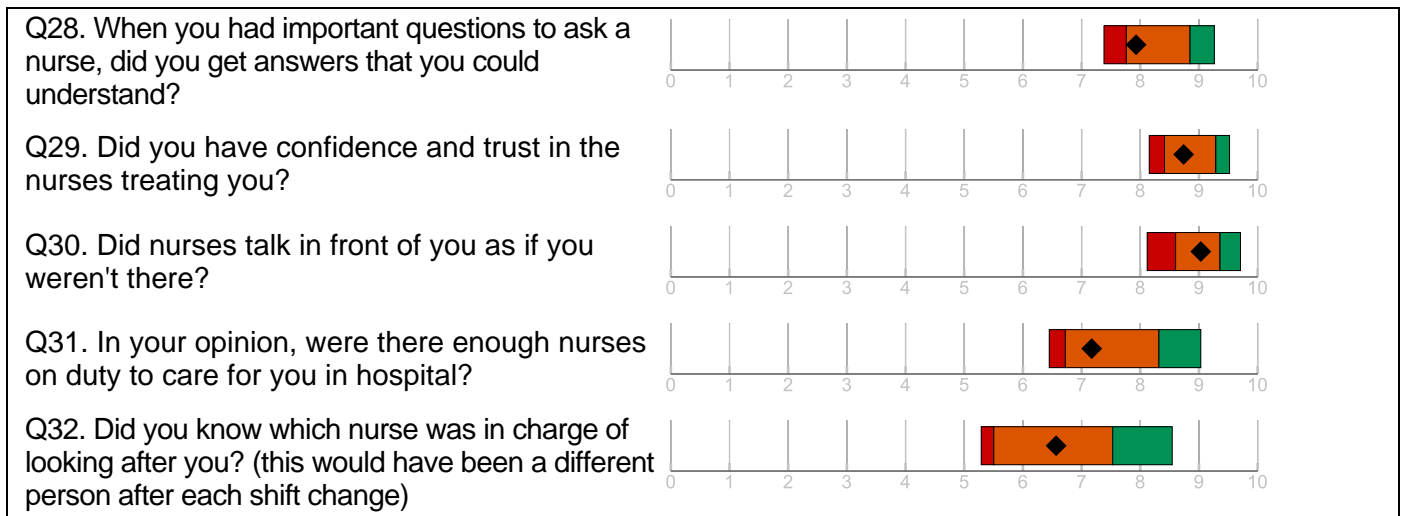 Q28. When you had important questions to ask a
nurse, did you get answers that you could
understand?
0 1 2 3 4 5 6 7 8 9 10
Q29. Did you have confidence and trust in the
nurses treating you?
0 1 2 3 4 5 6 7 8 9 10
Q30. Did nurses talk in front of you as if you
weren't there?
0 1 2 3 4 5 6 7 8 9 10
Q31. In your opinion, were there enough nurses
on duty to care for you in hospital?
0 1 2 3 4 5 6 7 8 9 10
Q32. Did you know which nurse was in charge of
looking after you? (this would have been a different
person after each shift change)
0 1 2 3 4 5 6 7 8 9 10